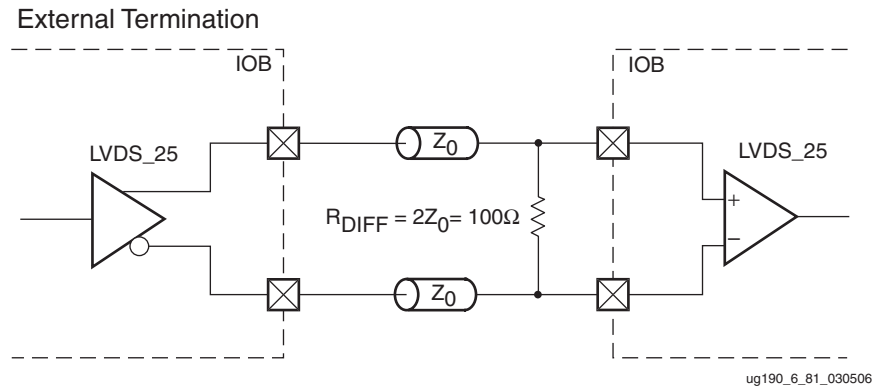 External Termination
IOB
IOB
LVDS_25
Z0
LVDS_25
+
RDIFF = 2Z0= 100Ω
−
Z0
ug190_6_81_030506